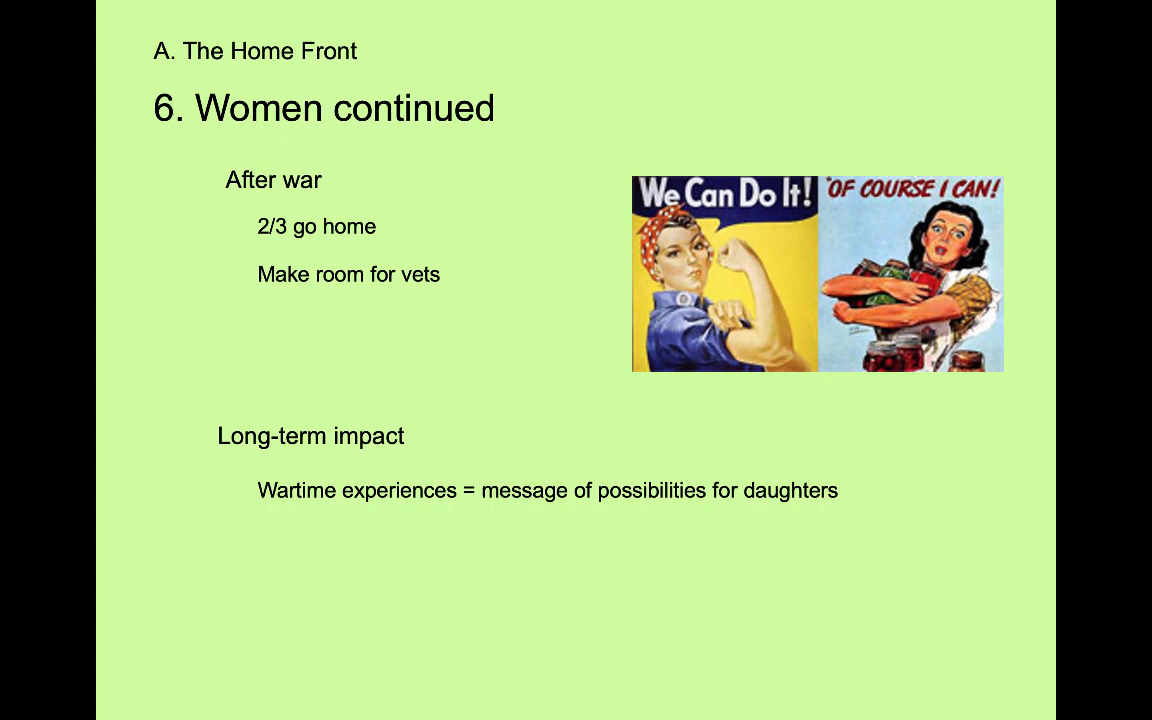 A. The Home Front
6. Women continued
After war
2/3 go home
Make room for vets
We Can Do It!
"OF COURSE I CAN!
Long-term impact
Wartime experiences = message of possibilities for daughters